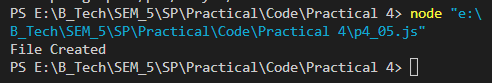 PS E:\B_Tech\SEM_5\SP\Practical\Code\Practical 4> node "e:\
B_Tech\SEM_5\SP\Practical\Code\Practical 4\p4_05.js"
File Created
PS E:\B_Tech\SEM_5\SP\Practical\Code\Practical 4>